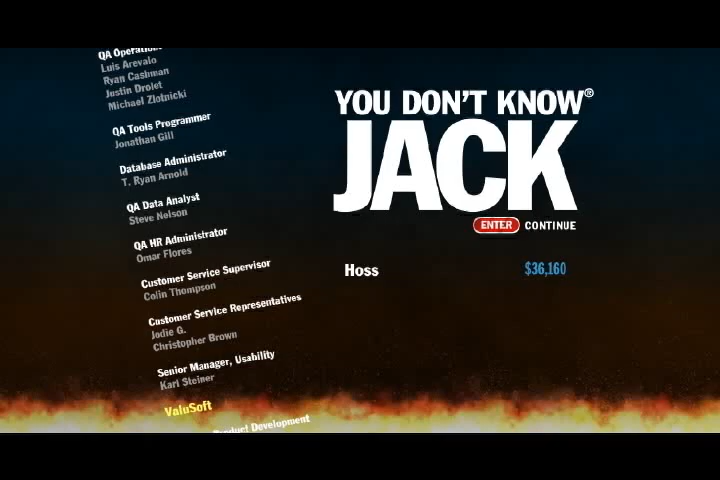 QA Operations
Luis Arevalo
Ryan Cashman
Justin Drolet
Michael Zlotnicki
QA Tools Programmer
Jonathan Gill
Database Administrator
T. Ryan Arnold
QA Data Analyst
Steve Nelson
QA HR Administrator
Omar Flores
Customer Service Supervisor
Colin Thompson
Customer Service Representatives
Jodie G.
Christopher Brown
Senior Manager, Usability
Karl Steiner
ValuSoft
Product Development
YOU DON'T KNOW®
JACK
ENTER CONTINUE
Hoss $36,160